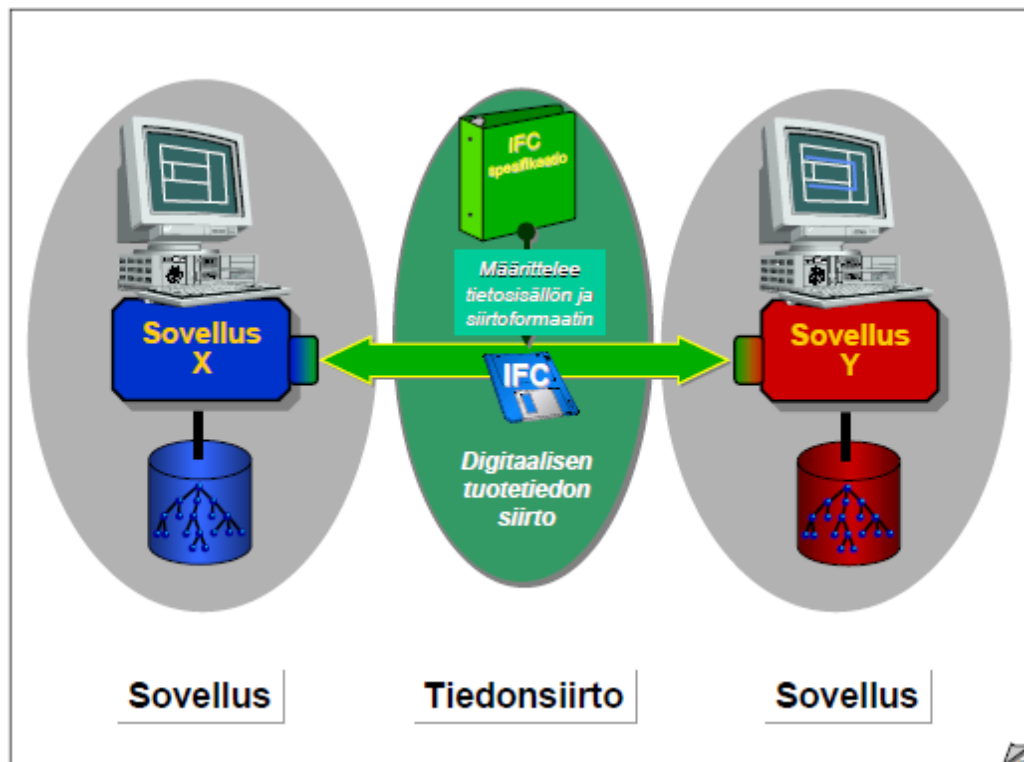 IFC
spesifikaatio
Määrittelee
tietosisällön ja
siirtoformaatin
Sovellus
X
IFC
Sovellus
Y
Digitaalisen
tuotetiedon
siirto
Sovellus
Tiedonsiirto
Sovellus